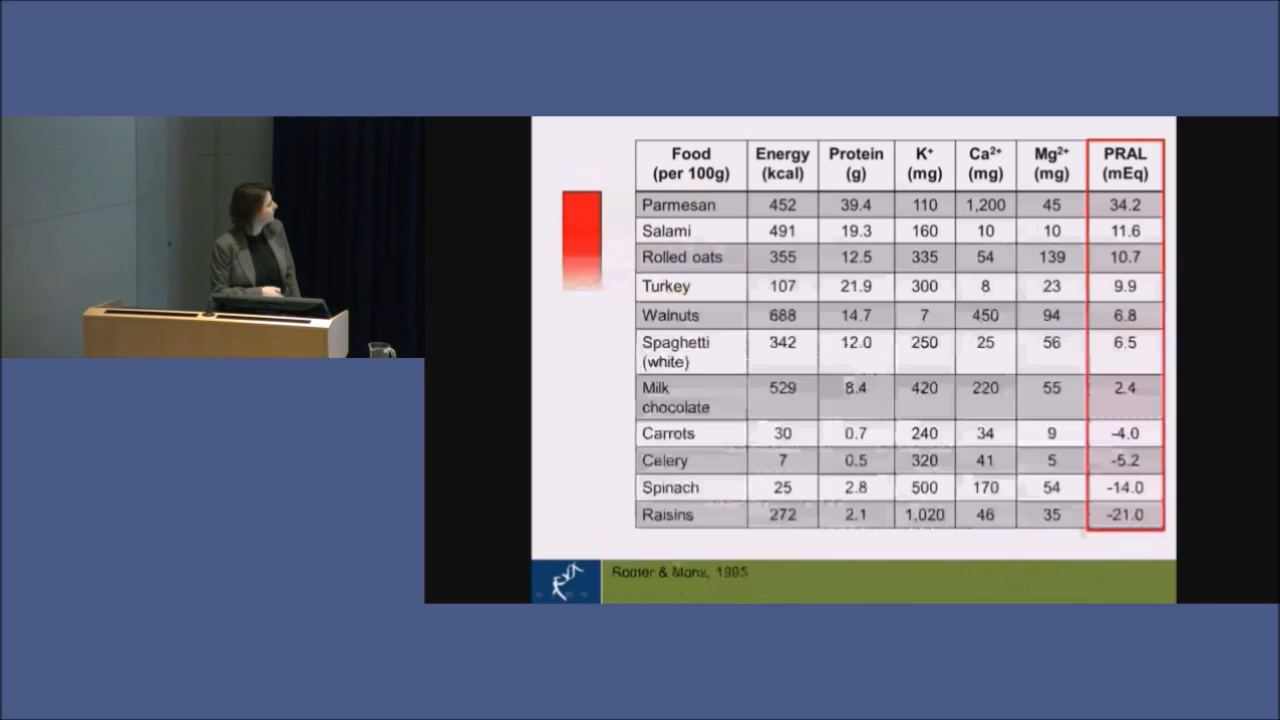 Food Energy Protein K⁺ Ca²⁺ Mg²⁺ PRAL
(per 100g) (kcal) (g) (mg) (mg) (mg) (mEq)
Parmesan 452 39.4 110 1,200 45 34.2
Salami 491 19.3 160 10 10 11.6
Rolled oats 355 12.5 335 54 139 10.7
Turkey 107 21.9 300 8 23 9.9
Walnuts 688 14.7 7 450 94 6.8
Spaghetti 342 12.0 250 25 56 6.5
(white)
Milk 529 8.4 420 220 55 2.4
chocolate
Carrots 30 0.7 240 34 9 -4.0
Celery 7 0.5 320 41 5 -5.2
Spinach 25 2.8 500 170 54 -14.0
Raisins 272 2.1 1,020 46 35 -21.0
& 1995